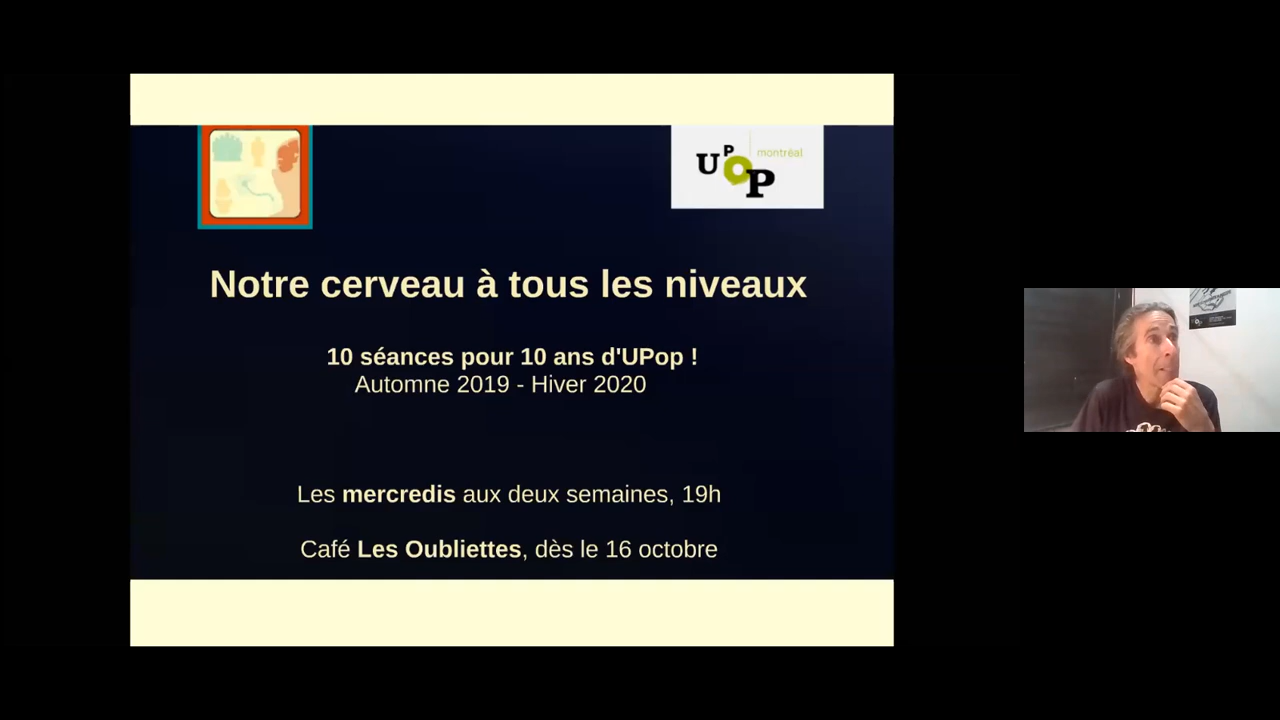 UPOP montréal
Notre cerveau à tous les niveaux
10 séances pour 10 ans d'UPop !
Automne 2019 - Hiver 2020
Les mercredis aux deux semaines, 19h
Café Les Oubliettes, dès le 16 octobre